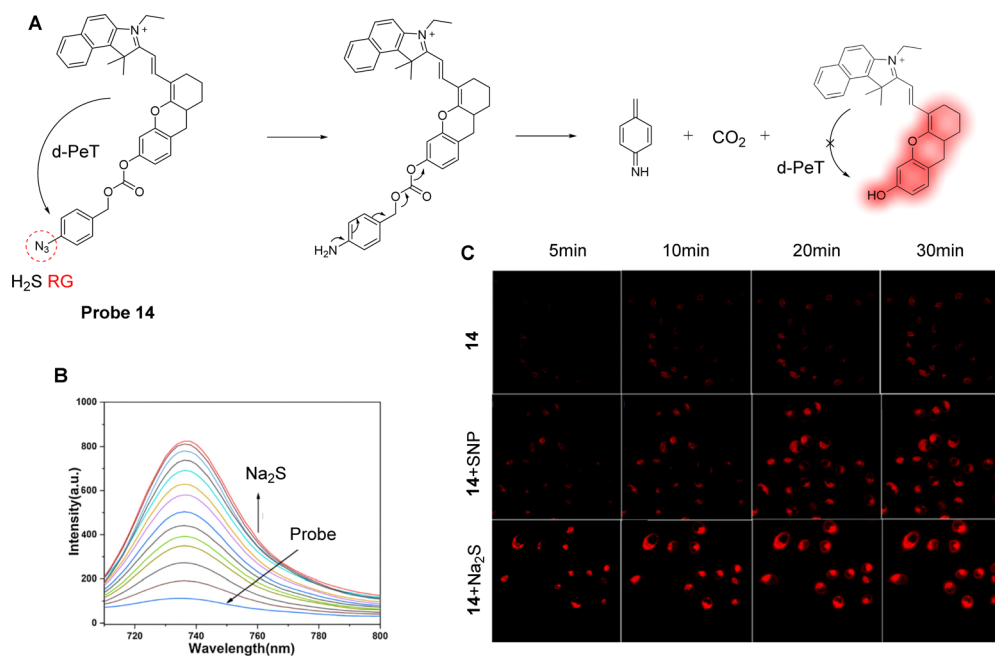 A
N+
O
d-PeT
O
O
O
N3
H2S RG
Probe 14
N+
O
O
O
O
H2N
NH
+ CO2 +
N+
O
d-PeT
HO
C
5min 10min 20min 30min
14
14+SNP
14+Na2S
B
Intensity(a.u.)
1000
800
600
400
200
0
Na2S
Probe
720 740 760 780 800
Wavelength(nm)